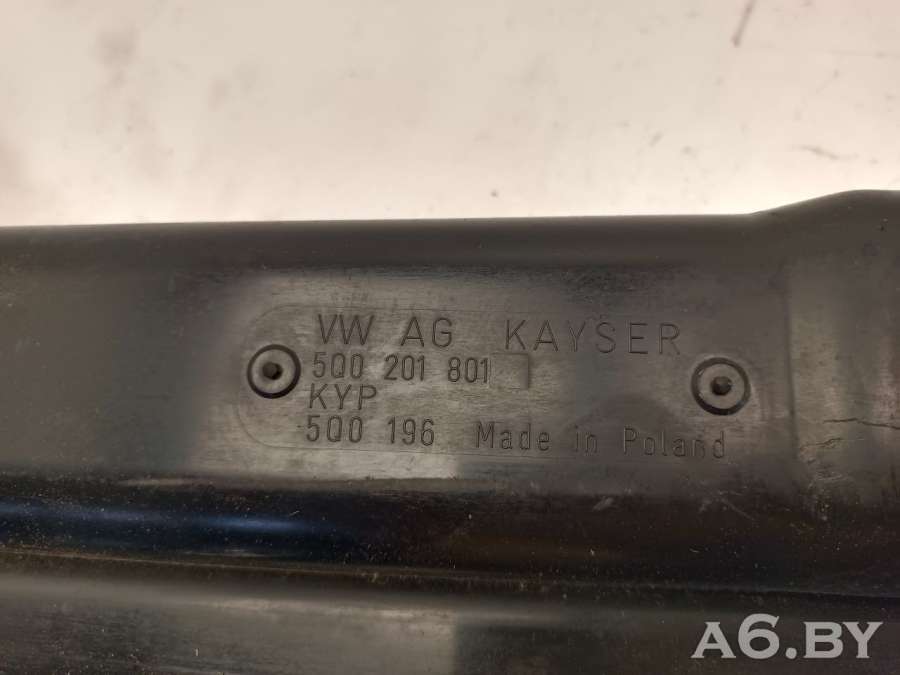 VW AG KAYSER
5Q0 201 801
KYP
5Q0 196 Made in Poland
A6.BY